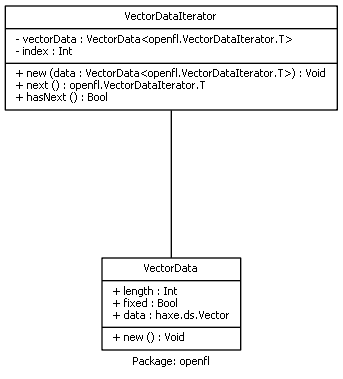 VectorDataIterator
- vectorData : VectorData<openfl.VectorDataIterator.T>
- index : Int
+ new (data : VectorData<openfl.VectorDataIterator.T>) : Void
+ next () : openfl.VectorDataIterator.T
+ hasNext () : Bool
VectorData
+ length : Int
+ fixed : Bool
+ data : haxe.ds.Vector
+ new () : Void
Package: openfl